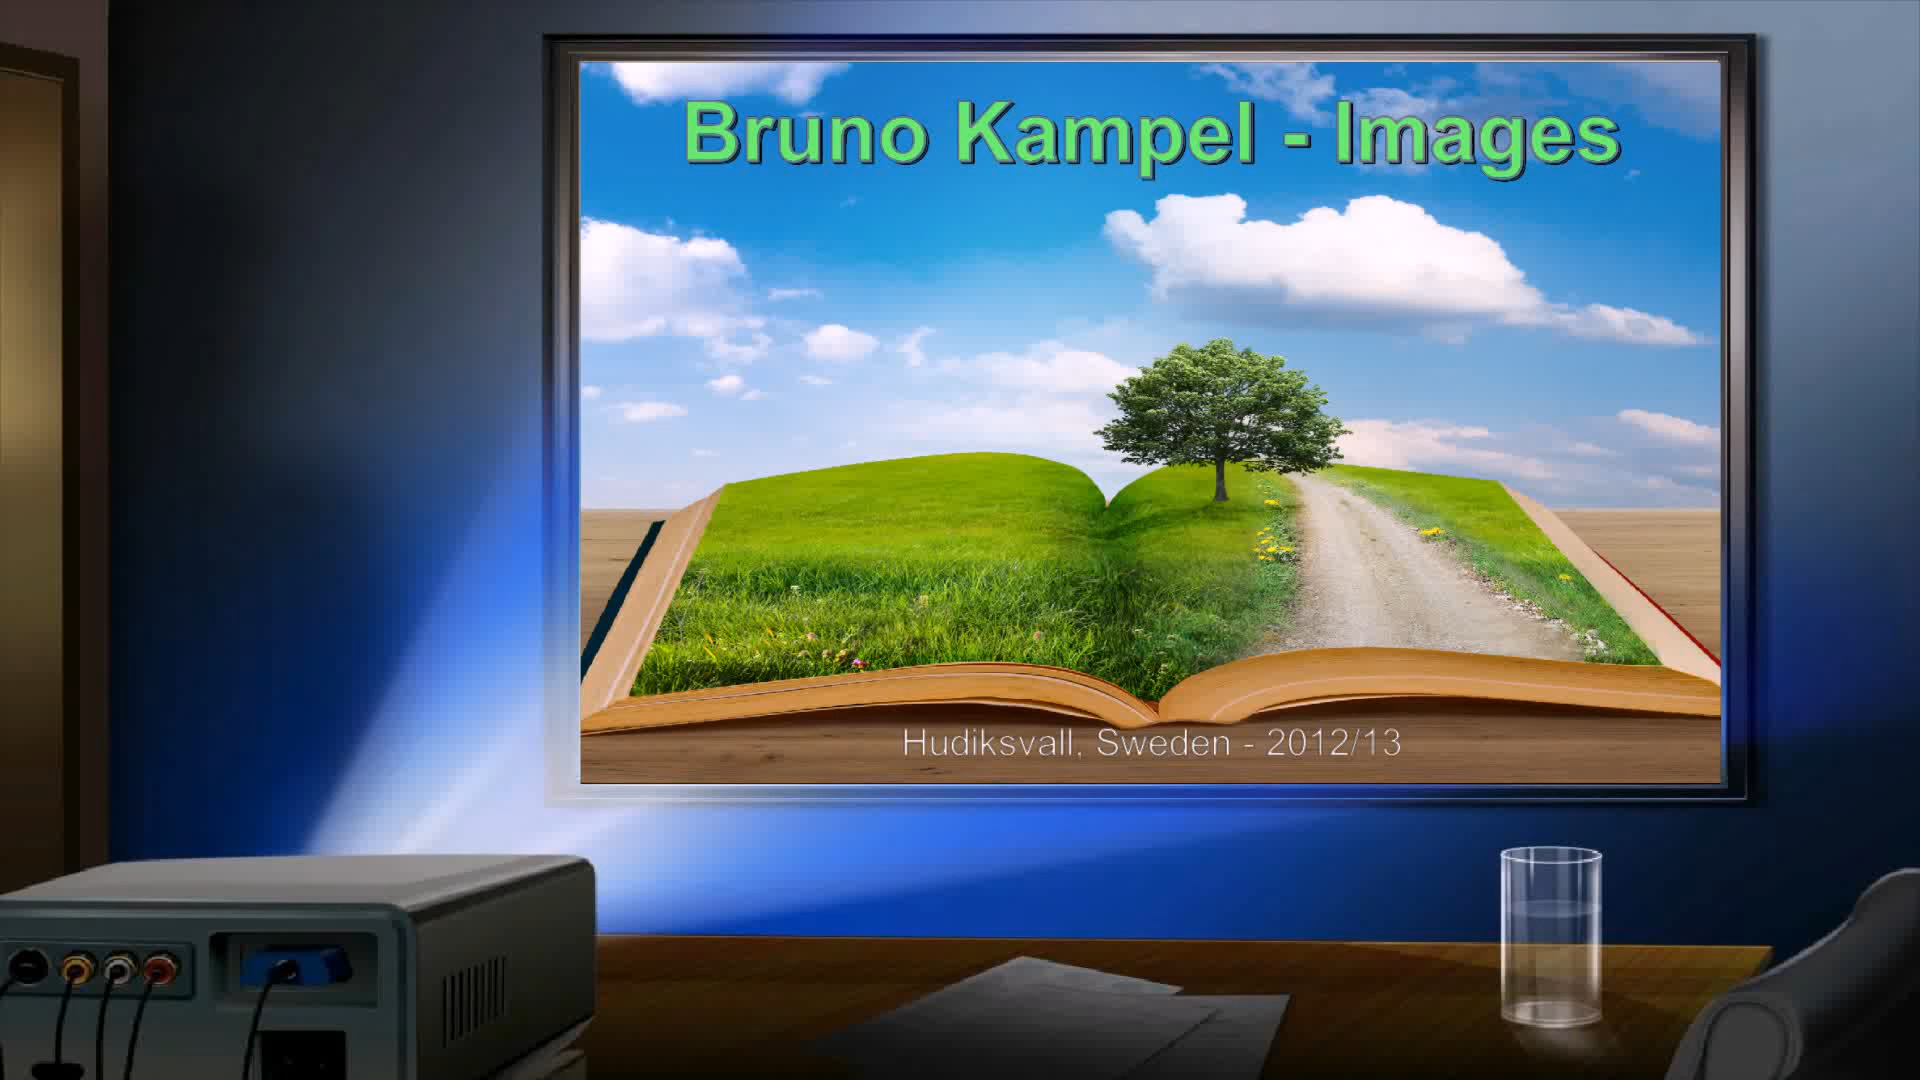 Bruno Kampel - Images
Hudiksvall, Sweden - 2012/13